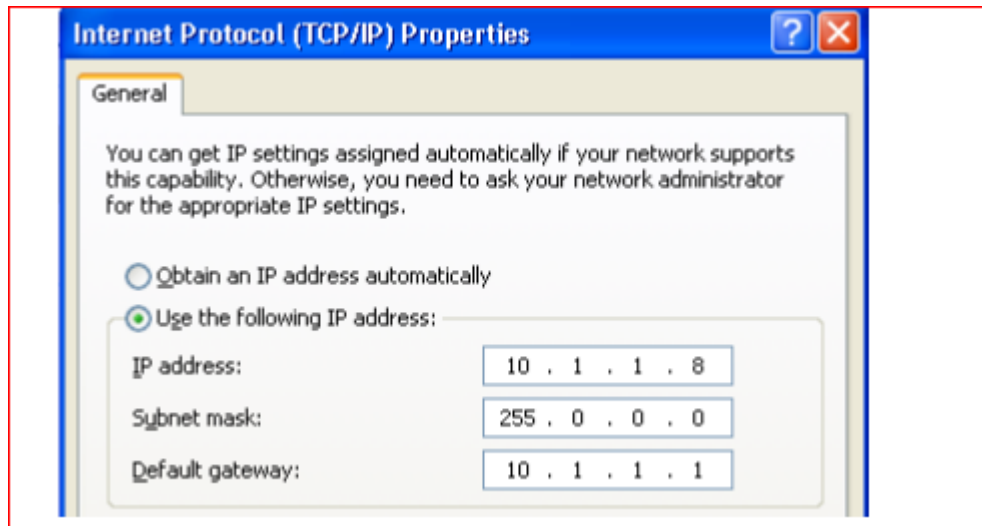 Internet Protocol (TCP/IP) Properties
General
You can get IP settings assigned automatically if your network supports
this capability. Otherwise, you need to ask your network administrator
for the appropriate IP settings.
Obtain an IP address automatically
Use the following IP address:
IP address: 10 . 1 . 1 . 8
Subnet mask: 255 . 0 . 0 . 0
Default gateway: 10 . 1 . 1 . 1